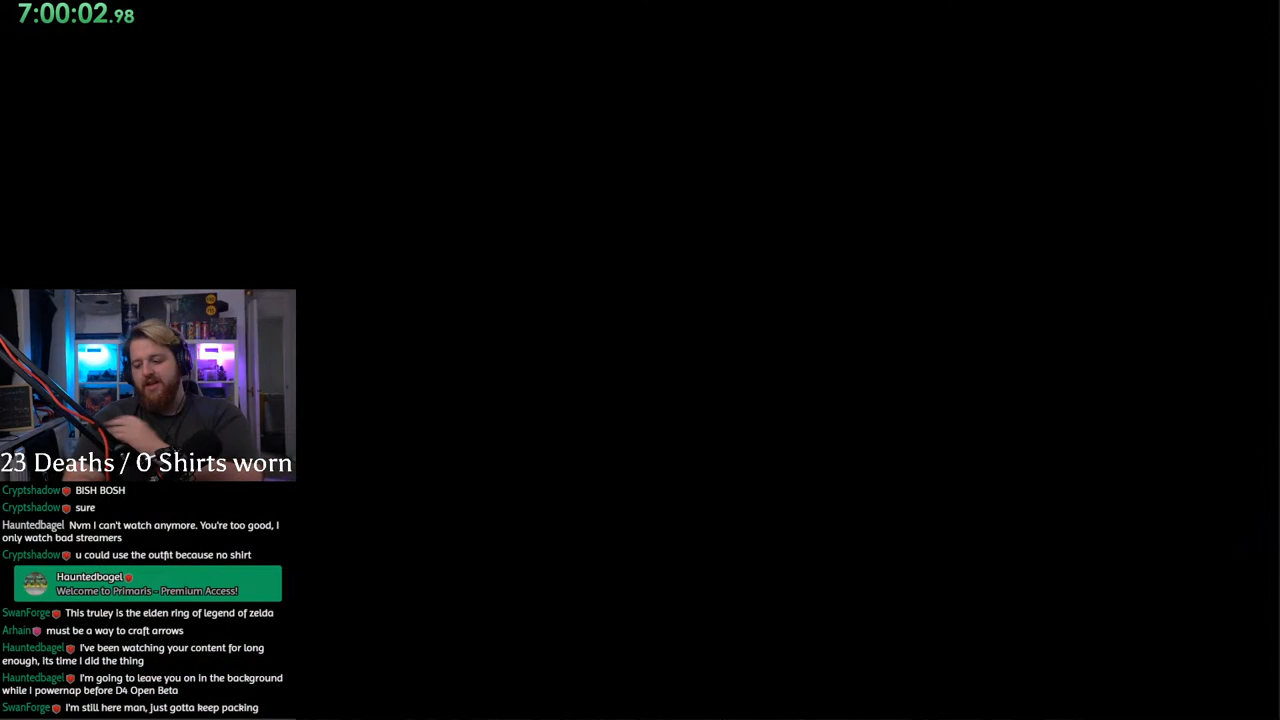 7:00:02.98
23 Deaths / 0 Shirts worn
Cryptshadow BISH BOSH
Cryptshadow sure
Hauntedbagel Nvm I can't watch anymore. You're too good, I
only watch bad streamers
Cryptshadow u could use the outfit because no shirt
Hauntedbagel
Welcome to Primaris - Premium Access!
SwanForge This truley is the elden ring of legend of zelda
Arhain must be a way to craft arrows
Hauntedbagel I've been watching your content for long
enough, its time I did the thing
Hauntedbagel I'm going to leave you on in the background
while I powernap before D4 Open Beta
SwanForge I'm still here man, just gotta keep packing